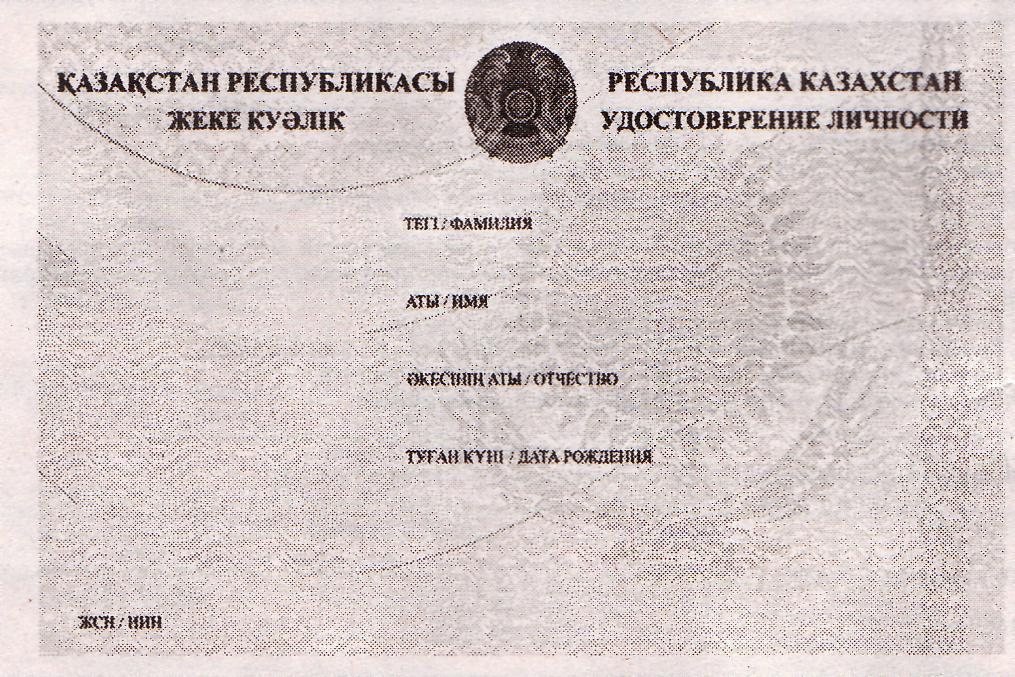 ҚАЗАҚСТАН РЕСПУБЛИКАСЫ
ЖЕКЕ КУӘЛІК
РЕСПУБЛИКА КАЗАХСТАН
УДОСТОВЕРЕНИЕ ЛИЧНОСТИ
ТЕГІ / ФАМИЛИЯ
АТЫ / ИМЯ
ӘКЕСІНІҢ АТЫ / ОТЧЕСТВО
ТУҒАН КҮНІ / ДАТА РОЖДЕНИЯ
ЖСН / ИИН